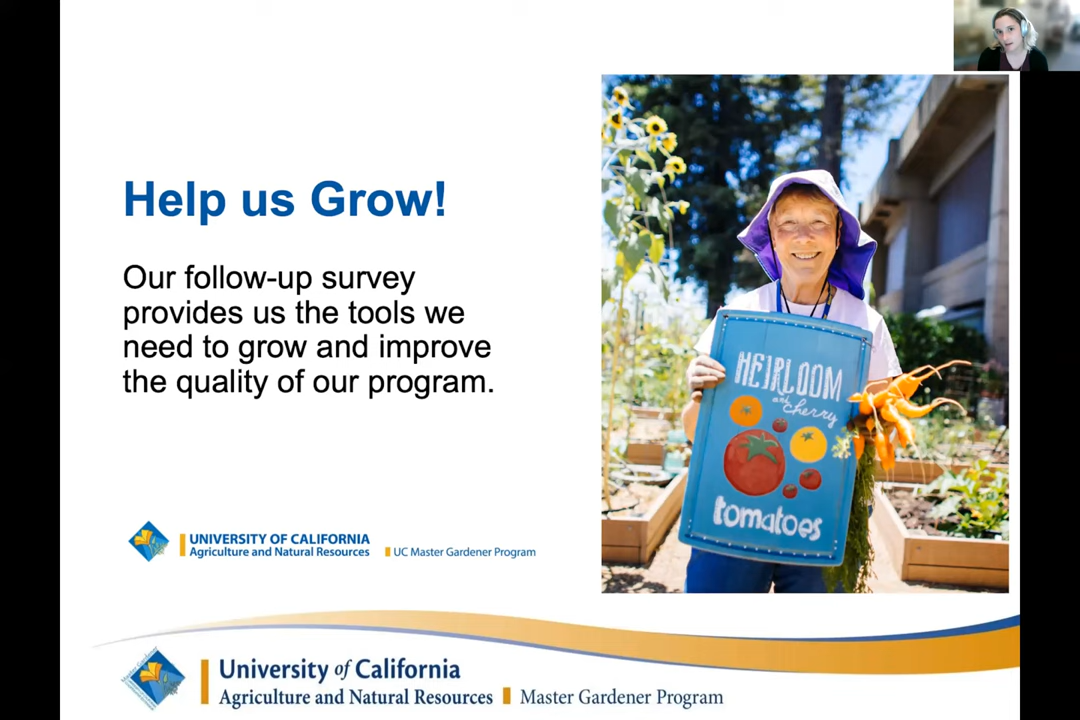 Help us Grow!
Our follow-up survey
provides us the tools we
need to grow and improve
the quality of our program.
HEIRLOOM
and
cherry
tomatoes
UNIVERSITY OF CALIFORNIA
Agriculture and Natural Resources
UC Master Gardener Program
University of California
Agriculture and Natural Resources
Master Gardener Program